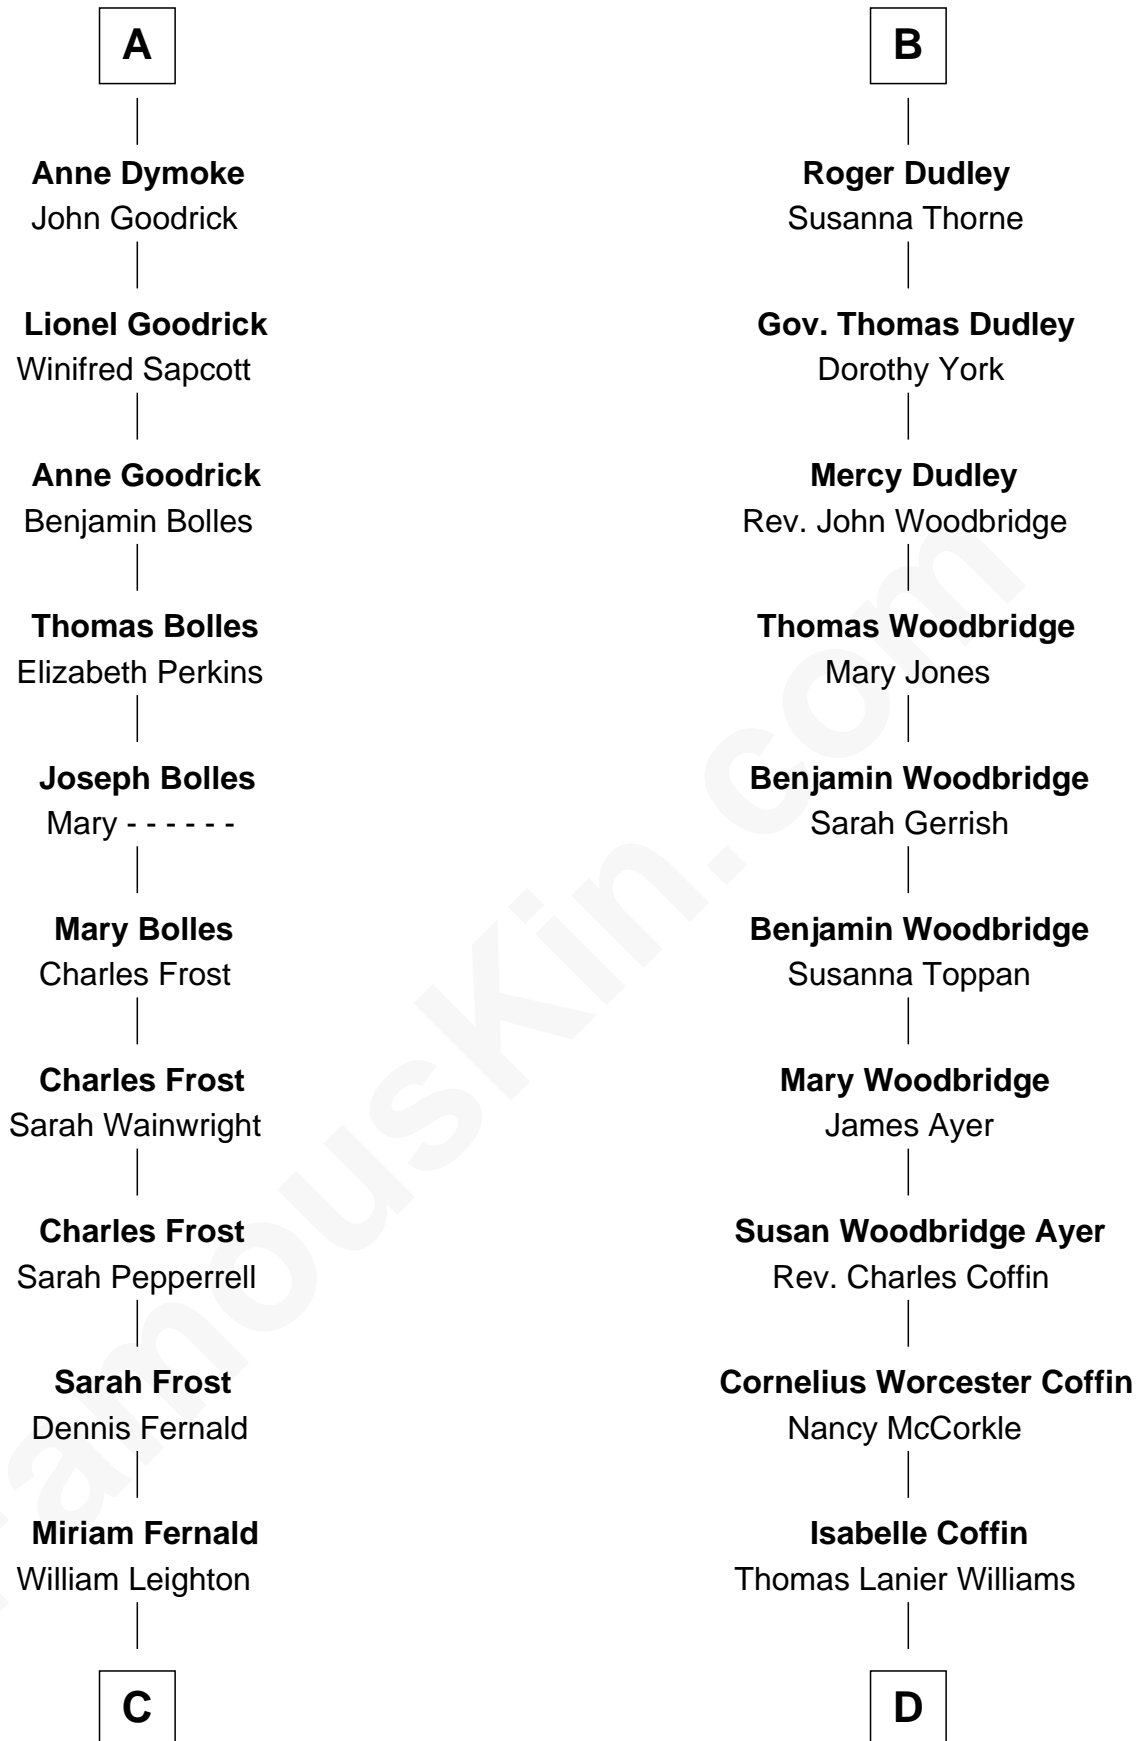 A
Anne Dymoke
John Goodrick
Lionel Goodrick
Winifred Sapcott
Anne Goodrick
Benjamin Bolles
Thomas Bolles
Elizabeth Perkins
Joseph Bolles
Mary - - - - - -
Mary Bolles
Charles Frost
Charles Frost
Sarah Wainwright
Charles Frost
Sarah Pepperrell
Sarah Frost
Dennis Fernald
Miriam Fernald
William Leighton
C
B
Roger Dudley
Susanna Thorne
Gov. Thomas Dudley
Dorothy York
Mercy Dudley
Rev. John Woodbridge
Thomas Woodbridge
Mary Jones
Benjamin Woodbridge
Sarah Gerrish
Benjamin Woodbridge
Susanna Toppan
Mary Woodbridge
James Ayer
Susan Woodbridge Ayer
Rev. Charles Coffin
Cornelius Worcester Coffin
Nancy McCorkle
Isabelle Coffin
Thomas Lanier Williams
D
FamousKin.com